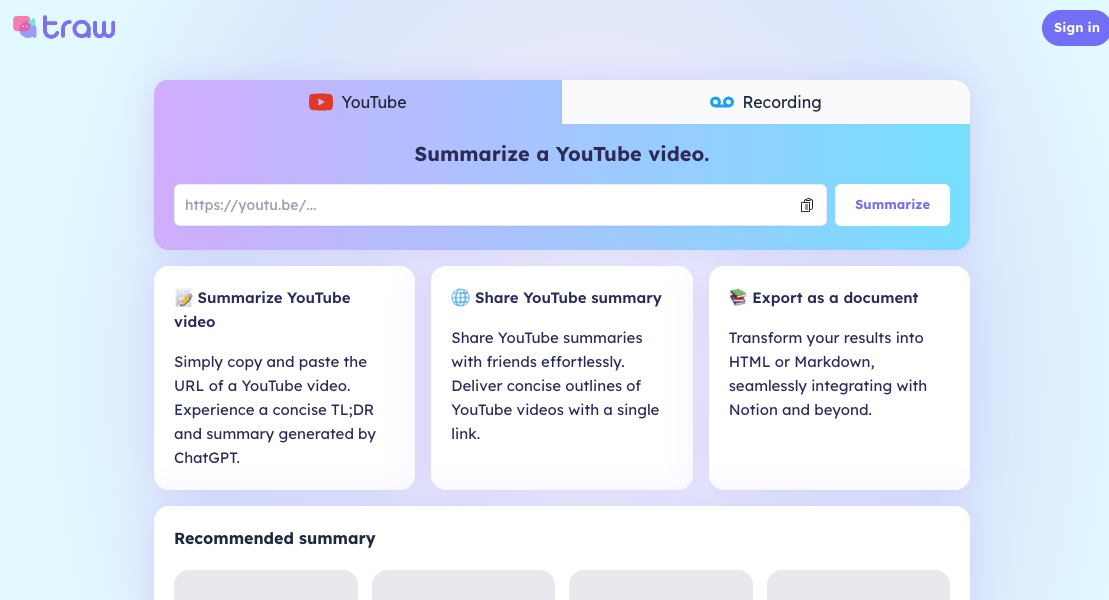 traw
Sign in
YouTube
Recording
Summarize a YouTube video.
https://youtu.be/...
Summarize
Summarize YouTube
video
Simply copy and paste the
URL of a YouTube video.
Experience a concise TL;DR
and summary generated by
ChatGPT.
Share YouTube summary
Share YouTube summaries
with friends effortlessly.
Deliver concise outlines of
YouTube videos with a single
link.
Export as a document
Transform your results into
HTML or Markdown,
seamlessly integrating with
Notion and beyond.
Recommended summary